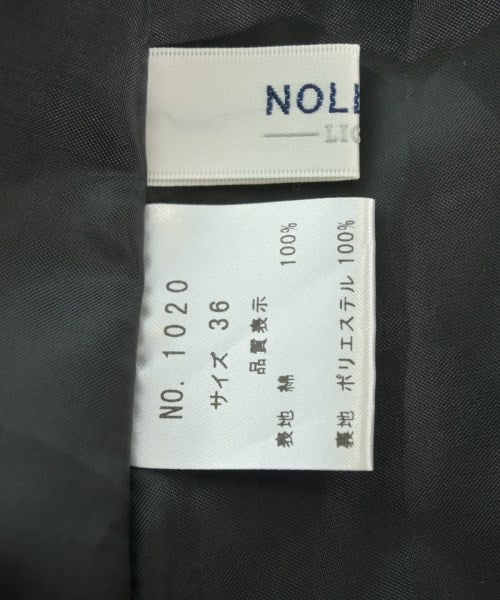 NOLL
LIG
NO. 1020
サイズ 36
品質表示
表地 綿 100%
裏地 ポリエステル 100%